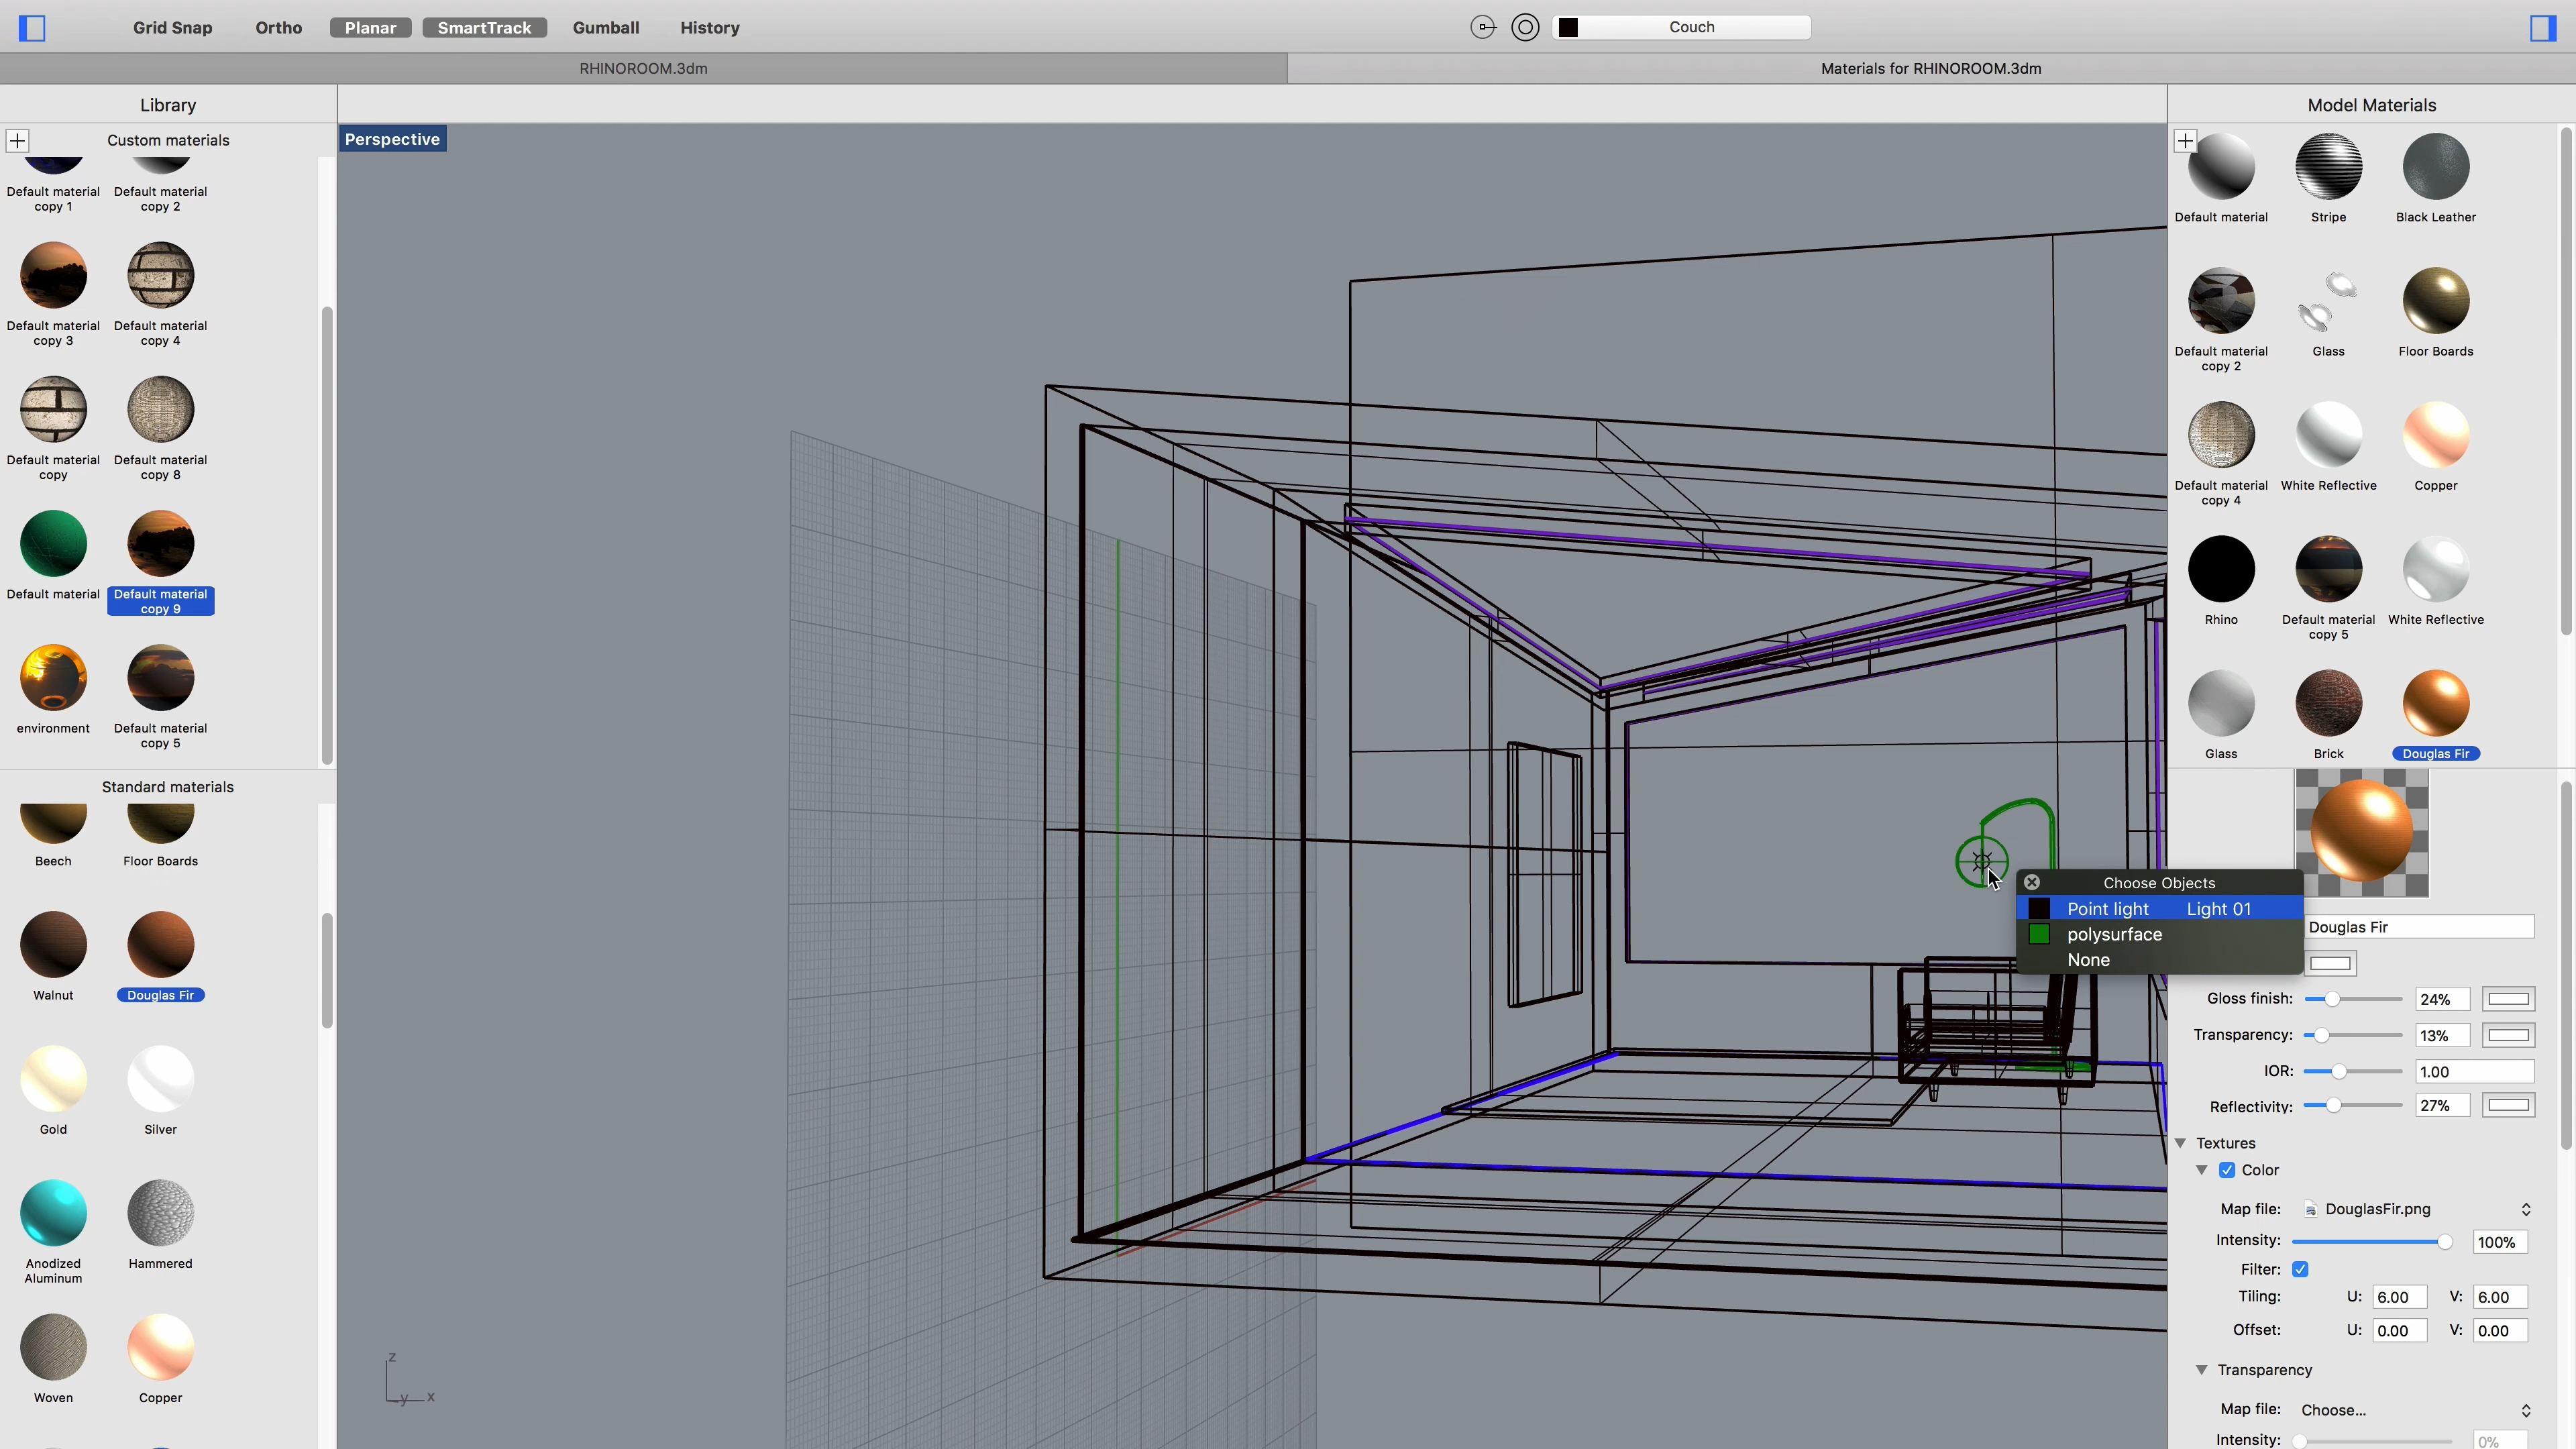 Grid Snap
Ortho
Planar
SmartTrack
Gumball
History
Couch
RHINOROOM.3dm
Materials for RHINOROOM.3dm
Library
Custom materials
Default material
copy 1
Default material
copy 2
Default material
copy 3
Default material
copy 4
Default material
copy
Default material
copy 8
Default material
Default material
copy 9
environment
Default material
copy 5
Standard materials
Beech
Floor Boards
Walnut
Douglas Fir
Gold
Silver
Anodized
Aluminum
Hammered
Woven
Copper
Perspective
z
y
x
Choose Objects
Point light Light 01
polysurface
None
Model Materials
Default material
Stripe
Black Leather
Default material
copy 2
Glass
Floor Boards
Default material
copy 4
White Reflective
Copper
Rhino
Default material
copy 5
White Reflective
Glass
Brick
Douglas Fir
Douglas Fir
Gloss finish: 24%
Transparency: 13%
IOR: 1.00
Reflectivity: 27%
Textures
Color
Map file: DouglasFir.png
Intensity: 100%
Filter:
Tiling: U: 6.00 V: 6.00
Offset: U: 0.00 V: 0.00
Transparency
Map file: Choose...
Intensity: 0%